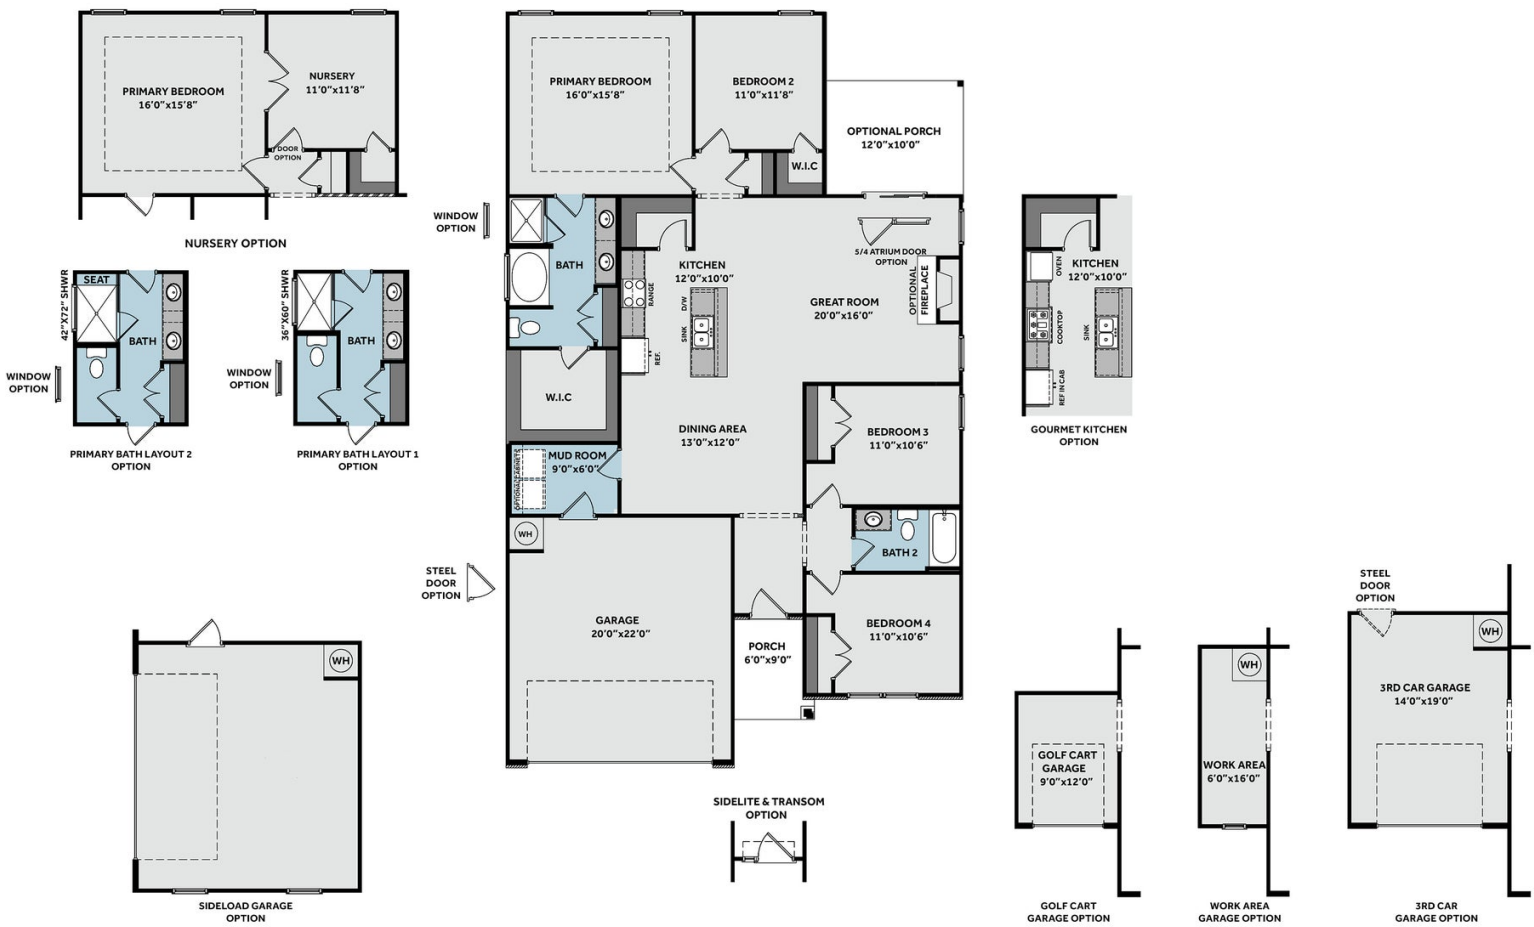 PRIMARY BEDROOM
16'0"x15'8"
NURSERY
11'0"x11'8"
DOOR
OPTION
NURSERY OPTION
PRIMARY BEDROOM
16'0"x15'8"
BEDROOM 2
11'0"x11'8"
W.I.C
OPTIONAL PORCH
12'0"x10'0"
WINDOW
OPTION
BATH
KITCHEN
12'0"x10'0"
RANGE
D/W
SINK
REF.
5/4 ATRIUM DOOR
OPTION
GREAT ROOM
20'0"x16'0"
OPTIONAL
FIREPLACE
W.I.C
DINING AREA
13'0"x12'0"
BEDROOM 3
11'0"x10'6"
MUD ROOM
9'0"x6'0"
OPTIONAL CABINETS
WH
BATH 2
STEEL
DOOR
OPTION
GARAGE
20'0"x22'0"
PORCH
6'0"x9'0"
BEDROOM 4
11'0"x10'6"
SIDELITE & TRANSOM
OPTION
42"X72" SHWR
SEAT
BATH
WINDOW
OPTION
PRIMARY BATH LAYOUT 2
OPTION
36"X60" SHWR
BATH
WINDOW
OPTION
PRIMARY BATH LAYOUT 1
OPTION
WH
SIDELOAD GARAGE
OPTION
KITCHEN
12'0"x10'0"
OVEN
COOKTOP
SINK
REF IN CAB
GOURMET KITCHEN
OPTION
GOLF CART
GARAGE
9'0"x12'0"
GOLF CART
GARAGE OPTION
WH
WORK AREA
6'0"x16'0"
WORK AREA
GARAGE OPTION
STEEL
DOOR
OPTION
WH
3RD CAR GARAGE
14'0"x19'0"
3RD CAR
GARAGE OPTION